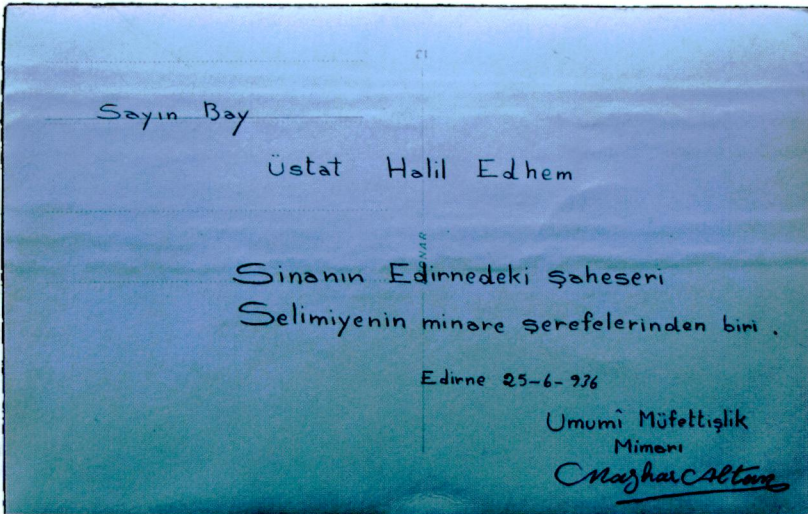 Sayın Bay
Üstat Halil Edhem
Sinanın Edirnedeki şaheseri
Selimiyenin minare şerefelerinden biri .
Edirne 25-6-936
Umumî Müfettişlik
Mimarı
Mazhar Altan